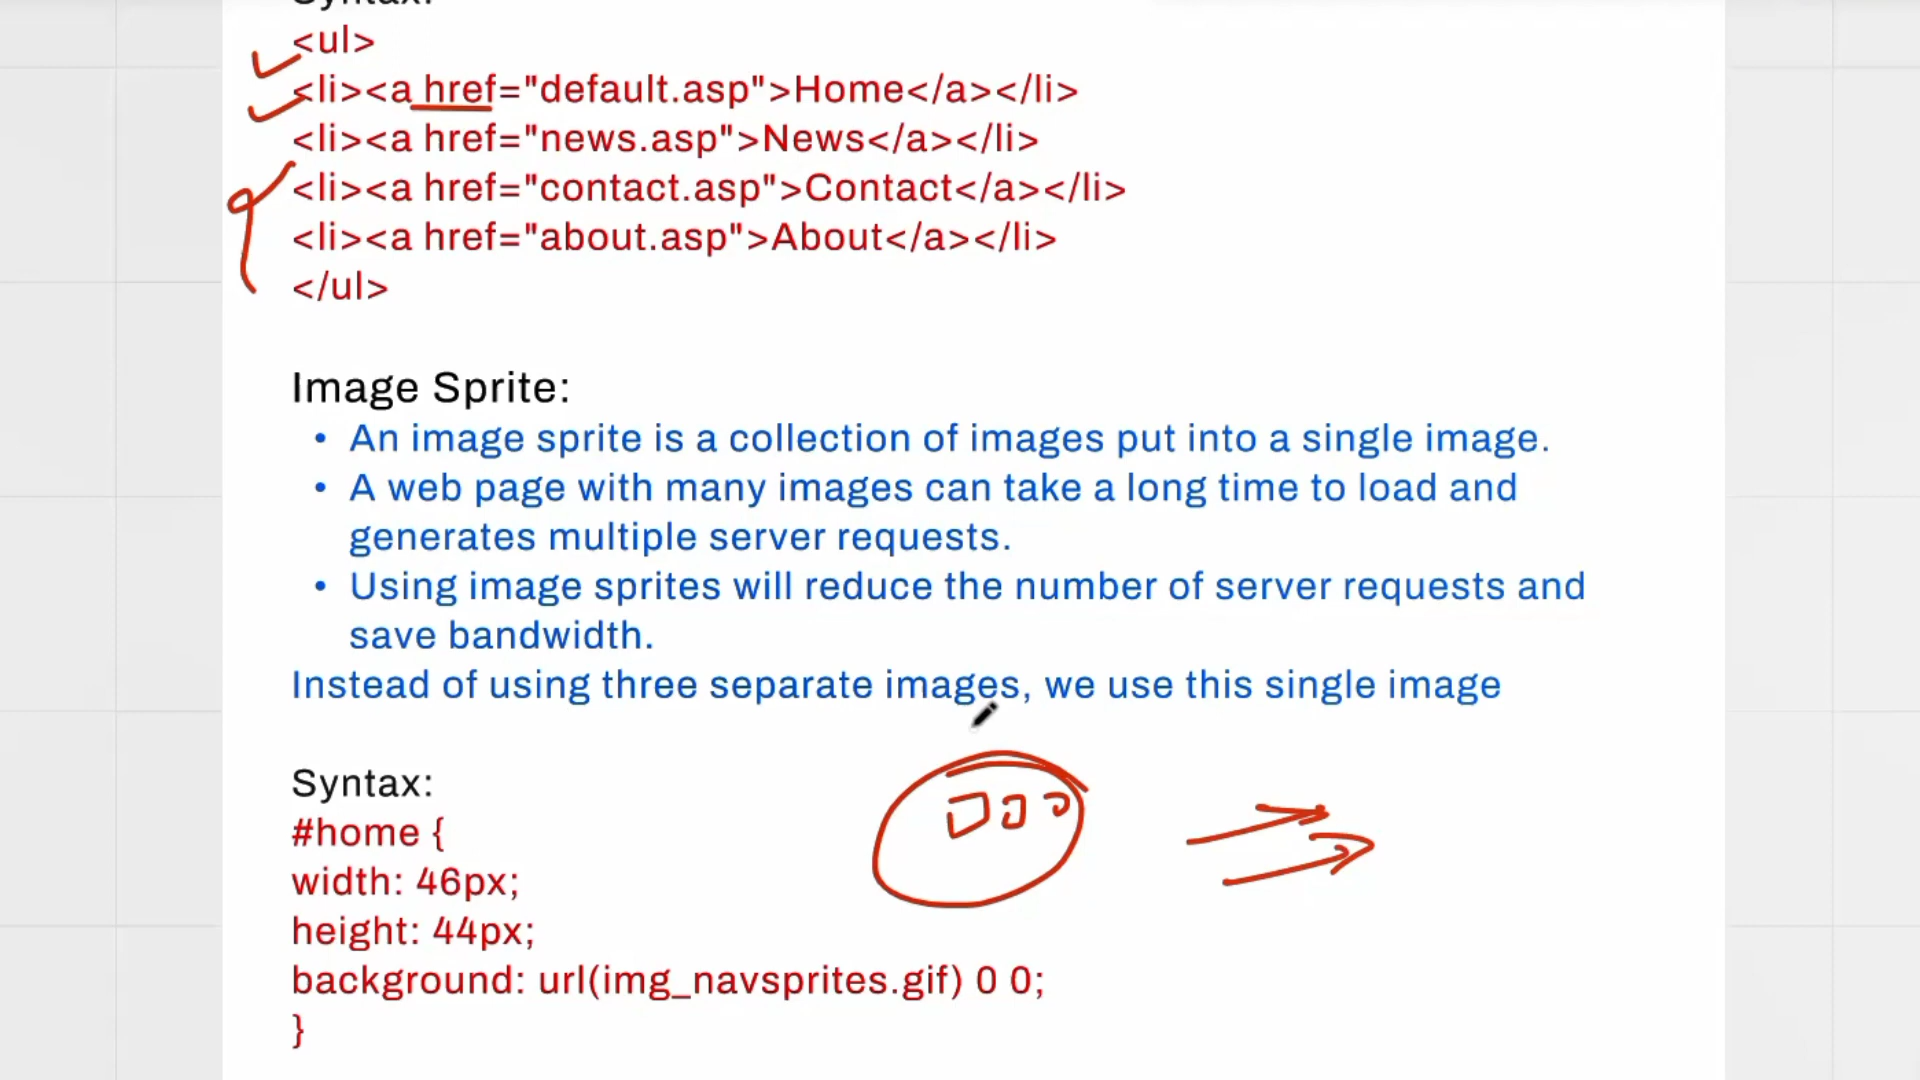 Syntax:
<ul>
<li><a href="default.asp">Home</a></li>
<li><a href="news.asp">News</a></li>
<li><a href="contact.asp">Contact</a></li>
<li><a href="about.asp">About</a></li>
</ul>
Image Sprite:
• An image sprite is a collection of images put into a single image.
• A web page with many images can take a long time to load and
generates multiple server requests.
• Using image sprites will reduce the number of server requests and
save bandwidth.
Instead of using three separate images, we use this single image
Syntax:
#home {
width: 46px;
height: 44px;
background: url(img_navsprites.gif) 0 0;
}